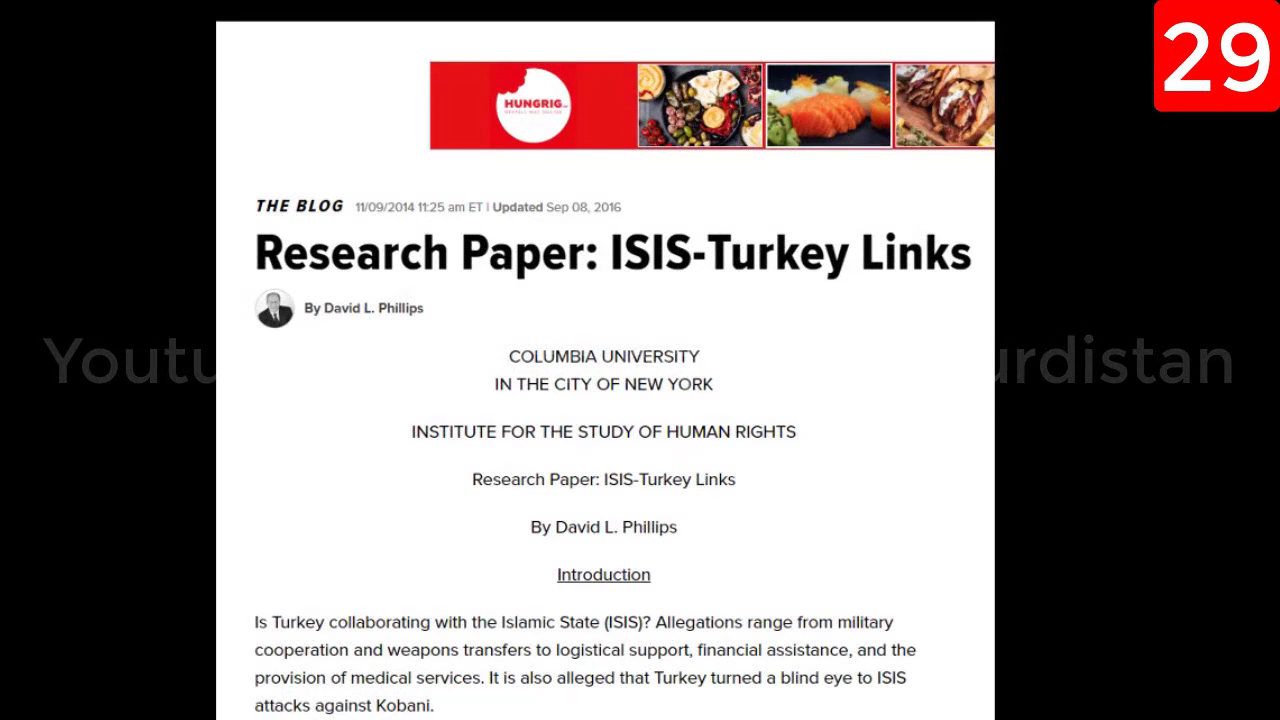 29
HUNGRIG
THE BLOG 11/09/2014 11:25 am ET | Updated Sep 08, 2016
Research Paper: ISIS-Turkey Links
By David L. Phillips
COLUMBIA UNIVERSITY
Youtu urdistan
IN THE CITY OF NEW YORK
INSTITUTE FOR THE STUDY OF HUMAN RIGHTS
Research Paper: ISIS-Turkey Links
By David L. Phillips
Introduction
Is Turkey collaborating with the Islamic State (ISIS)? Allegations range from military
cooperation and weapons transfers to logistical support, financial assistance, and the
provision of medical services. It is also alleged that Turkey turned a blind eye to ISIS
attacks against Kobani.